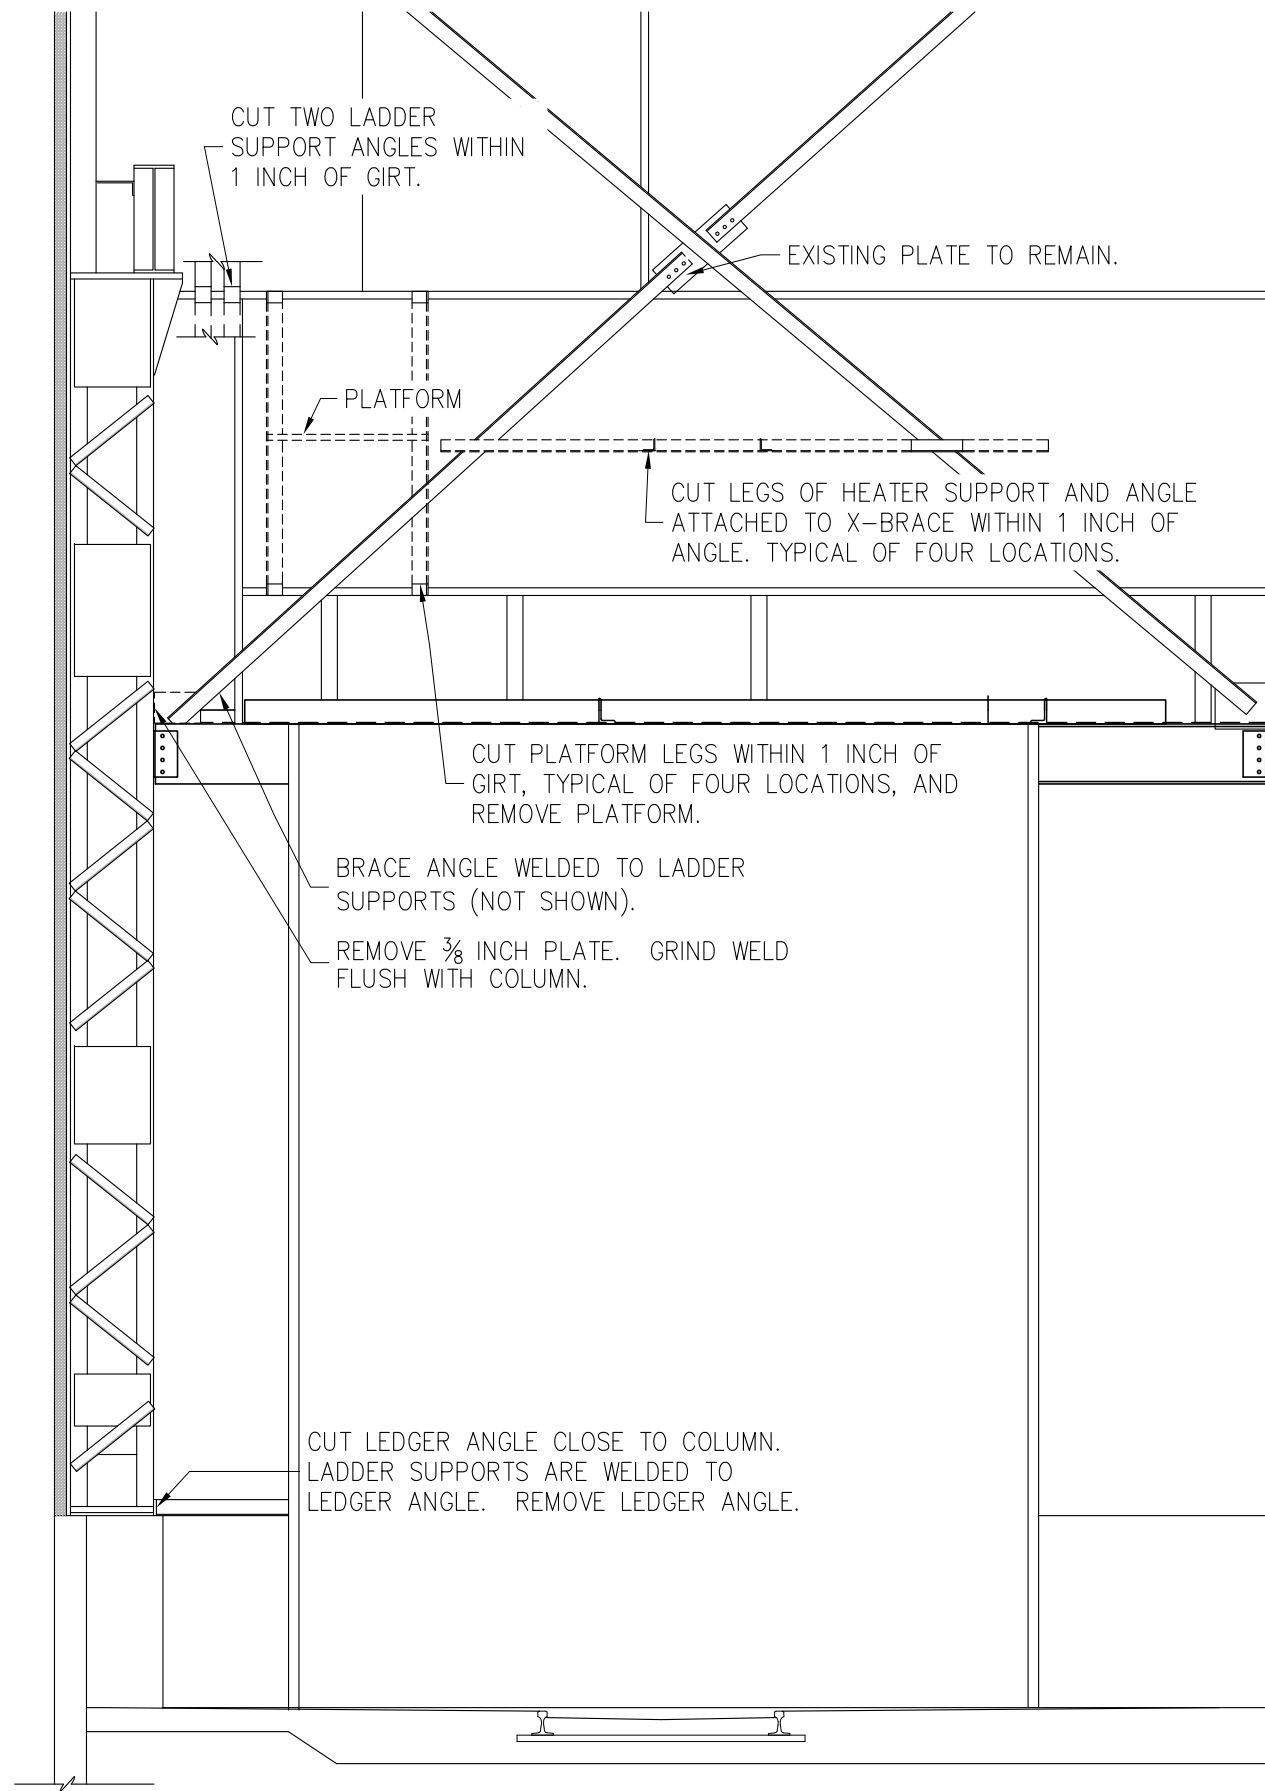 CUT TWO LADDER
SUPPORT ANGLES WITHIN
1 INCH OF GIRT.
EXISTING PLATE TO REMAIN.
PLATFORM
CUT LEGS OF HEATER SUPPORT AND ANGLE
ATTACHED TO X-BRACE WITHIN 1 INCH OF
ANGLE. TYPICAL OF FOUR LOCATIONS.
CUT PLATFORM LEGS WITHIN 1 INCH OF
GIRT, TYPICAL OF FOUR LOCATIONS, AND
REMOVE PLATFORM.
BRACE ANGLE WELDED TO LADDER
SUPPORTS (NOT SHOWN).
REMOVE 3/8 INCH PLATE. GRIND WELD
FLUSH WITH COLUMN.
CUT LEDGER ANGLE CLOSE TO COLUMN.
LADDER SUPPORTS ARE WELDED TO
LEDGER ANGLE. REMOVE LEDGER ANGLE.